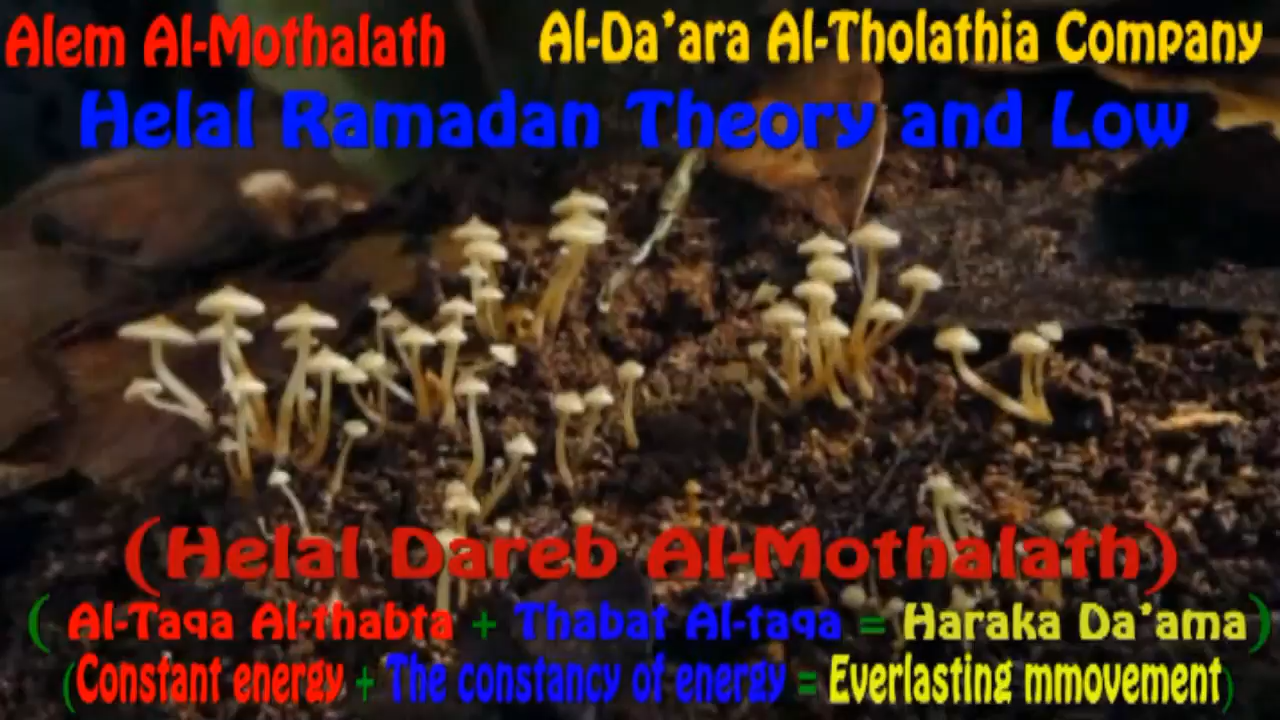 Alem Al-Mothalath Al-Da'ara Al-Tholathia Company
Helal Ramadan Theory and Low
(Helal Dareb Al-Mothalath)
( Al-Taqa Al-thabta + Thabat Al-taqa = Haraka Da'ama)
(Constant energy + The constancy of energy = Everlasting mmovement)